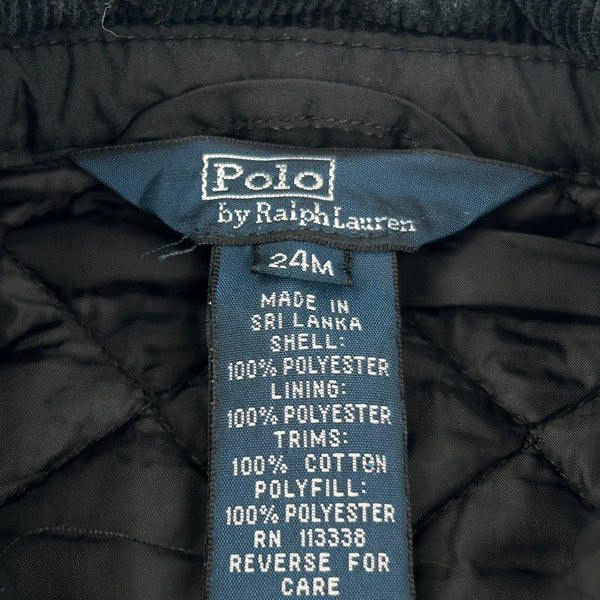 Polo
by Ralph Lauren
24M
MADE IN
SRI LANKA
SHELL:
100% POLYESTER
LINING:
100% POLYESTER
TRIMS:
100% COTTON
POLYFILL:
100% POLYESTER
RN 113338
REVERSE FOR
CARE